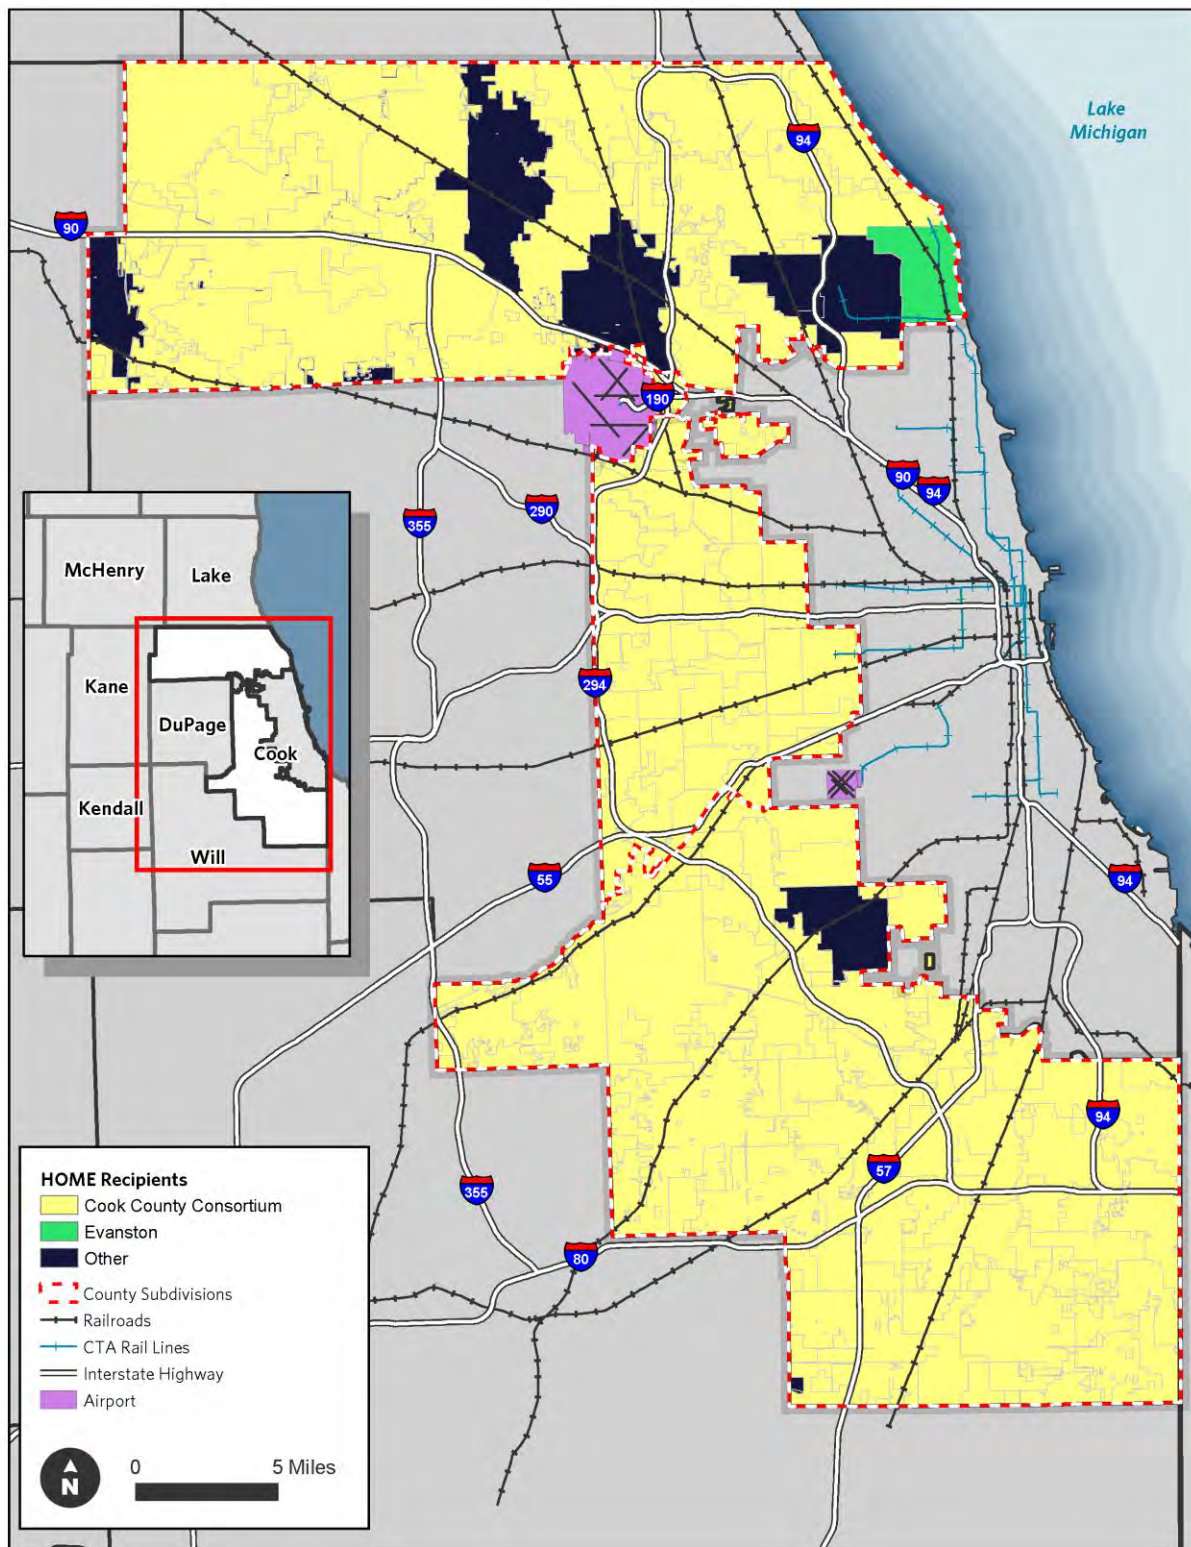 Lake
Michigan
94
90
190
90
94
290
355
McHenry
Lake
Kane
294
DuPage
Cook
Kendall
Will
55
94
94
57
355
80
HOME Recipients
Cook County Consortium
Evanston
Other
County Subdivisions
Railroads
CTA Rail Lines
Interstate Highway
Airport
N
0 5 Miles